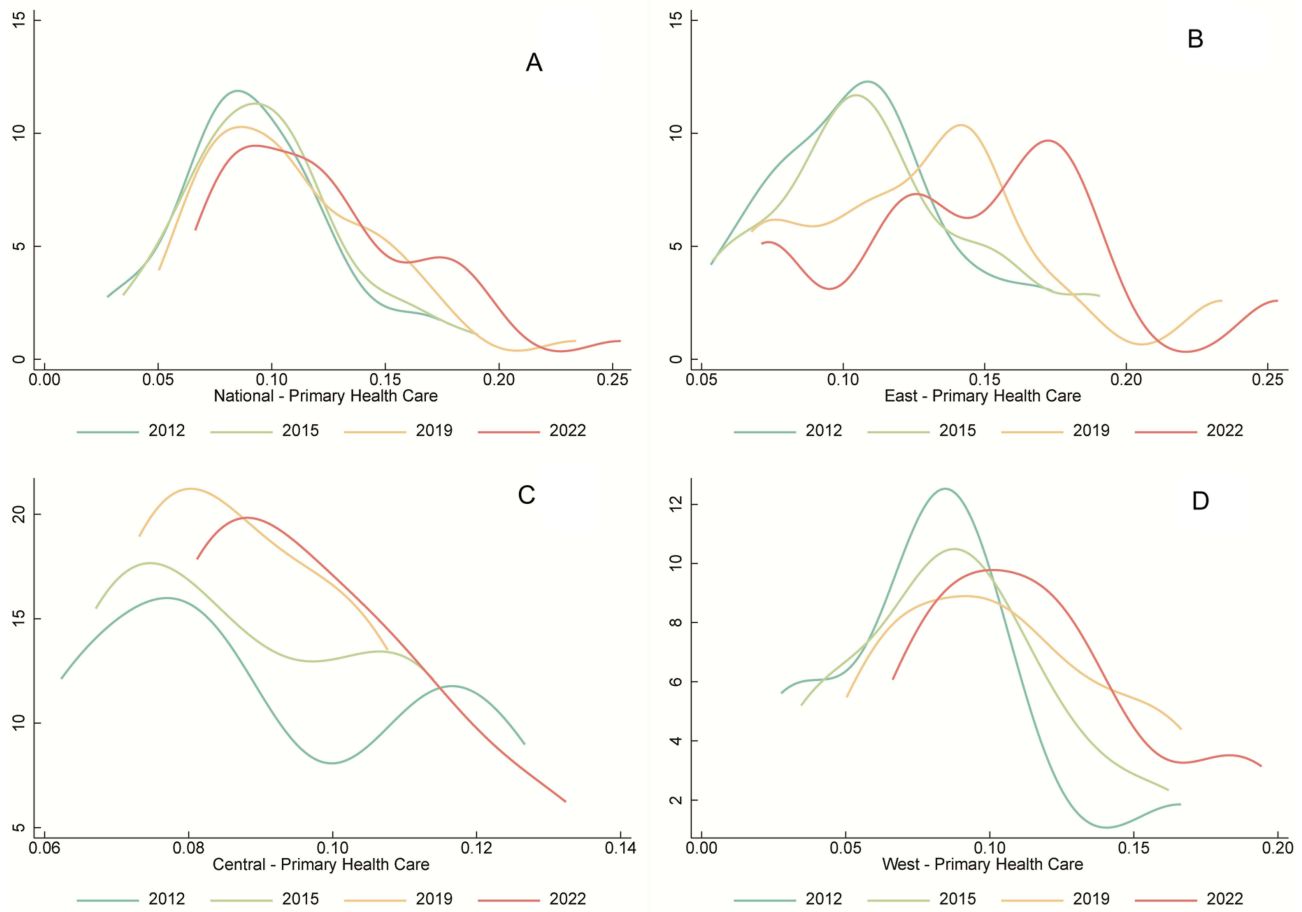 A
15
10
5
0
0.00 0.05 0.10 0.15 0.20 0.25
National - Primary Health Care
2012 2015 2019 2022
B
15
10
5
0
0.05 0.10 0.15 0.20 0.25
East - Primary Health Care
2012 2015 2019 2022
C
20
15
10
5
0.06 0.08 0.10 0.12 0.14
Central - Primary Health Care
2012 2015 2019 2022
D
12
10
8
6
4
2
0.00 0.05 0.10 0.15 0.20
West - Primary Health Care
2012 2015 2019 2022